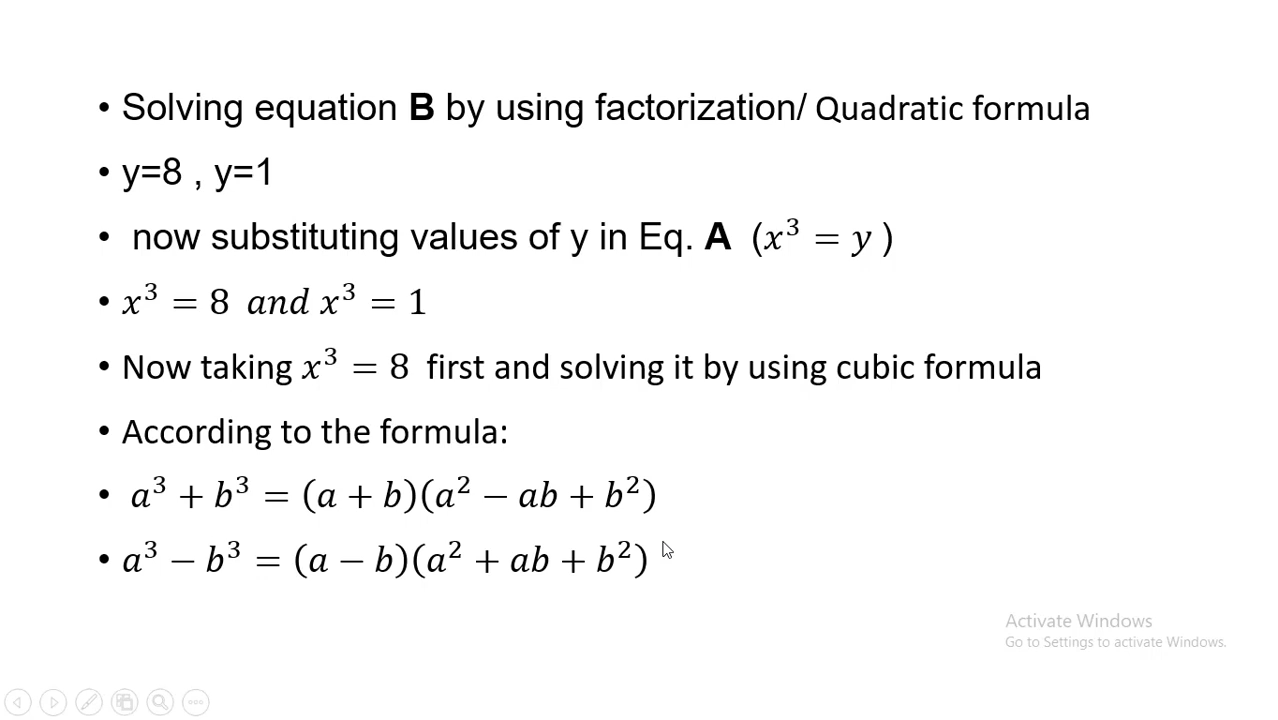 • Solving equation B by using factorization/ Quadratic formula
• y=8 , y=1
• now substituting values of y in Eq. A (𝑥³ = 𝑦 )
• 𝑥³ = 8 𝑎𝑛𝑑 𝑥³ = 1
• Now taking 𝑥³ = 8 first and solving it by using cubic formula
• According to the formula:
• 𝑎³ + 𝑏³ = (𝑎 + 𝑏)(𝑎² − 𝑎𝑏 + 𝑏²)
• 𝑎³ − 𝑏³ = (𝑎 − 𝑏)(𝑎² + 𝑎𝑏 + 𝑏²)
Activate Windows
Go to Settings to activate Windows.